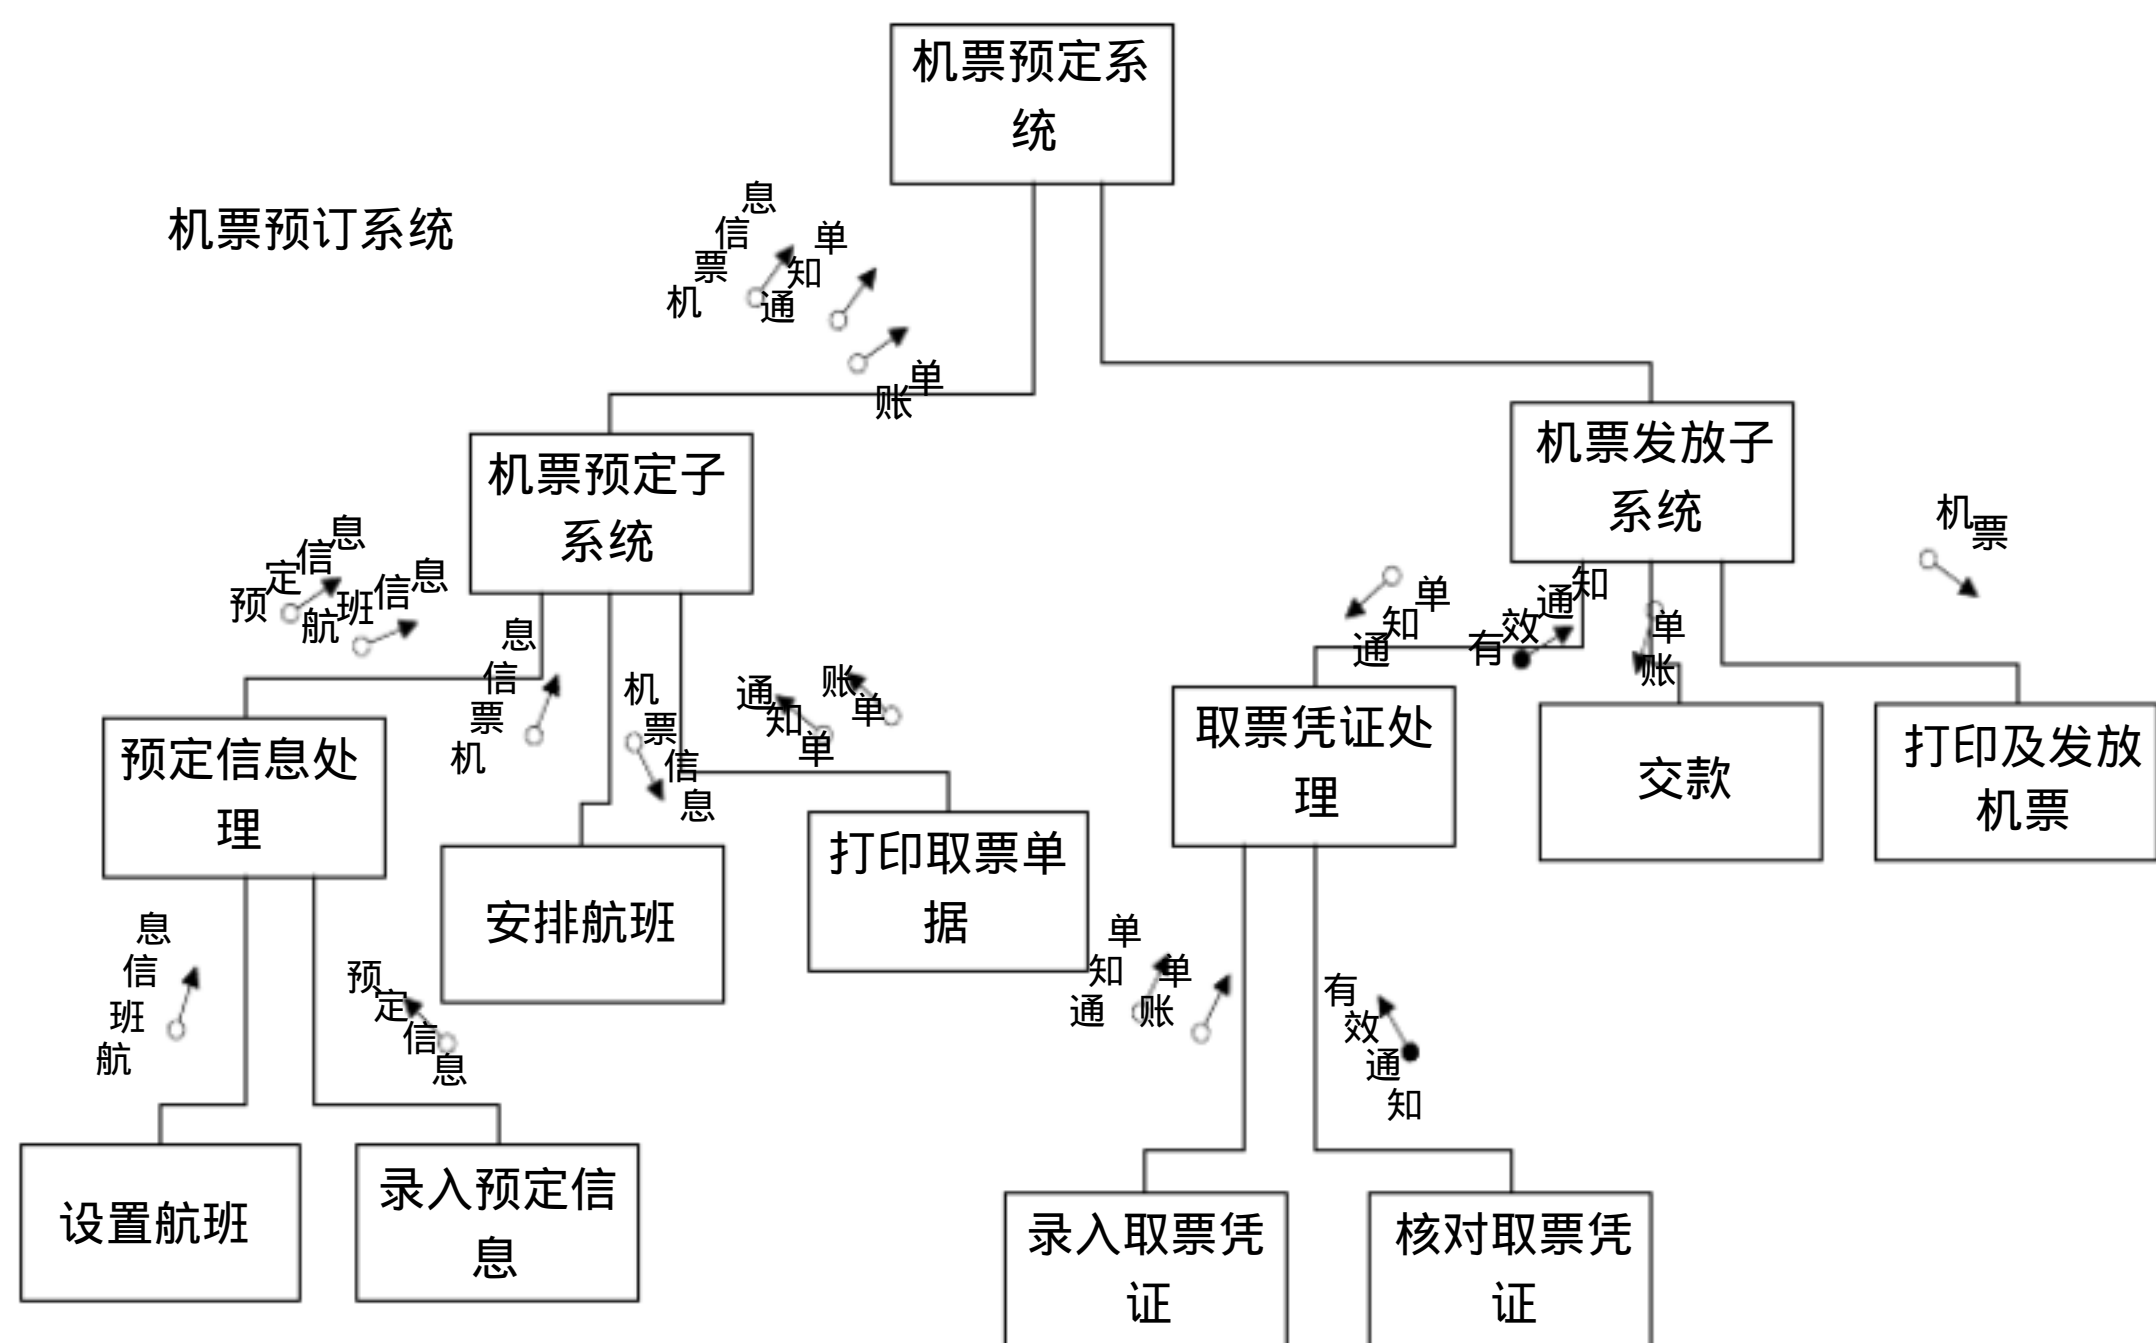 机票预定系
统
机票预订系统
机票信息
通知单
账单
机票预定子
系统
机票发放子
系统
机票
预定信息
航班信息
机票信息
机票信息
通知单
账单
通知单
有效通知
账单
预定信息处
理
安排航班
打印取票单
据
取票凭证处
理
交款
打印及发放
机票
航班信息
预定信息
通知单
账单
有效通知
设置航班
录入预定信
息
录入取票凭
证
核对取票凭
证